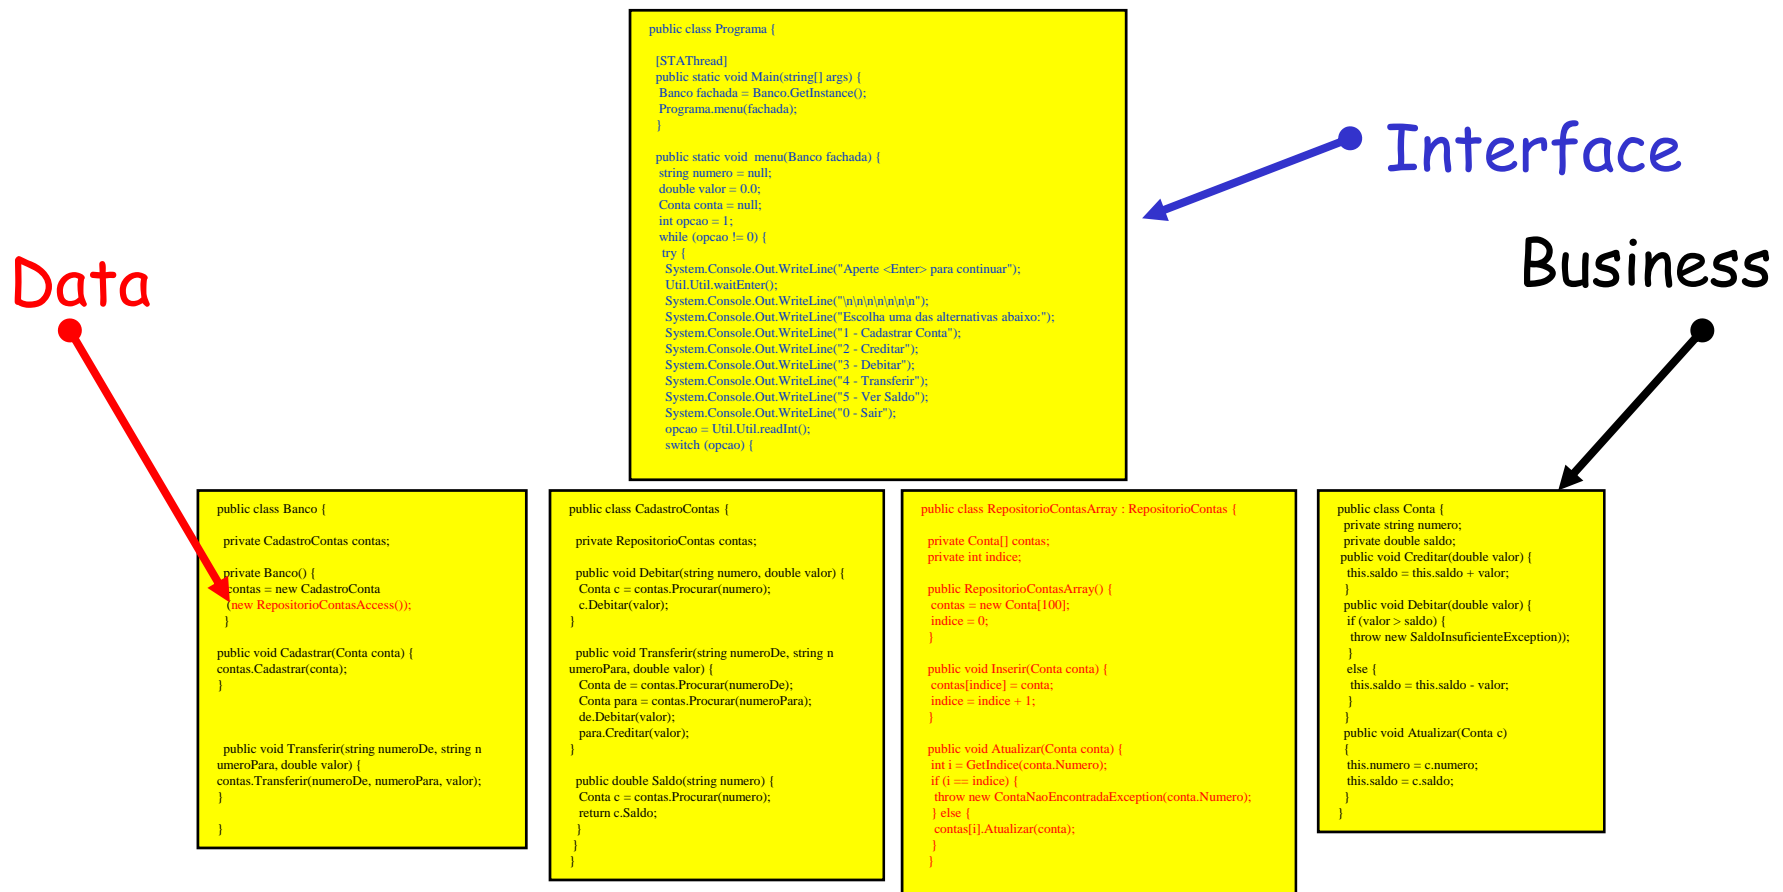 public class Programa {
[STAThread]
public static void Main(string[] args) {
Banco fachada = Banco.GetInstance();
Programa.menu(fachada);
}
public static void  menu(Banco fachada) {
string numero = null;
double valor = 0.0;
Conta conta = null;
int opcao = 1;
while (opcao != 0) {
try {
System.Console.Out.WriteLine("Aperte <Enter> para continuar");
Util.Util.waitEnter();
System.Console.Out.WriteLine("\n\n\n\n\n\n\n");
System.Console.Out.WriteLine("Escolha uma das alternativas abaixo:");
System.Console.Out.WriteLine("1 - Cadastrar Conta");
System.Console.Out.WriteLine("2 - Creditar");
System.Console.Out.WriteLine("3 - Debitar");
System.Console.Out.WriteLine("4 - Transferir");
System.Console.Out.WriteLine("5 - Ver Saldo");
System.Console.Out.WriteLine("0 - Sair");
opcao = Util.Util.readInt();
switch (opcao) {
Interface
Business
Data
public class Banco {
private CadastroContas contas;
private Banco() {
contas = new CadastroConta
(new RepositorioContasAccess());
}
public void Cadastrar(Conta conta) {
contas.Cadastrar(conta);
}
public void Transferir(string numeroDe, string n
umeroPara, double valor) {
contas.Transferir(numeroDe, numeroPara, valor);
}
}
public class CadastroContas {
private RepositorioContas contas;
public void Debitar(string numero, double valor) {
Conta c = contas.Procurar(numero);
c.Debitar(valor);
}
public void Transferir(string numeroDe, string n
umeroPara, double valor) {
Conta de = contas.Procurar(numeroDe);
Conta para = contas.Procurar(numeroPara);
de.Debitar(valor);
para.Creditar(valor);
}
public double Saldo(string numero) {
Conta c = contas.Procurar(numero);
return c.Saldo;
}
}
}
public class RepositorioContasArray : RepositorioContas {
private Conta[] contas;
private int indice;
public RepositorioContasArray() {
contas = new Conta[100];
indice = 0;
}
public void Inserir(Conta conta) {
contas[indice] = conta;
indice = indice + 1;
}
public void Atualizar(Conta conta) {
int i = GetIndice(conta.Numero);
if (i == indice) {
throw new ContaNaoEncontradaException(conta.Numero);
} else {
contas[i].Atualizar(conta);
}
}
public class Conta {
private string numero;
private double saldo;
public void Creditar(double valor) {
this.saldo = this.saldo + valor;
}
public void Debitar(double valor) {
if (valor > saldo) {
throw new SaldoInsuficienteException));
}
else {
this.saldo = this.saldo - valor;
}
}
public void Atualizar(Conta c)
{
this.numero = c.numero;
this.saldo = c.saldo;
}
}